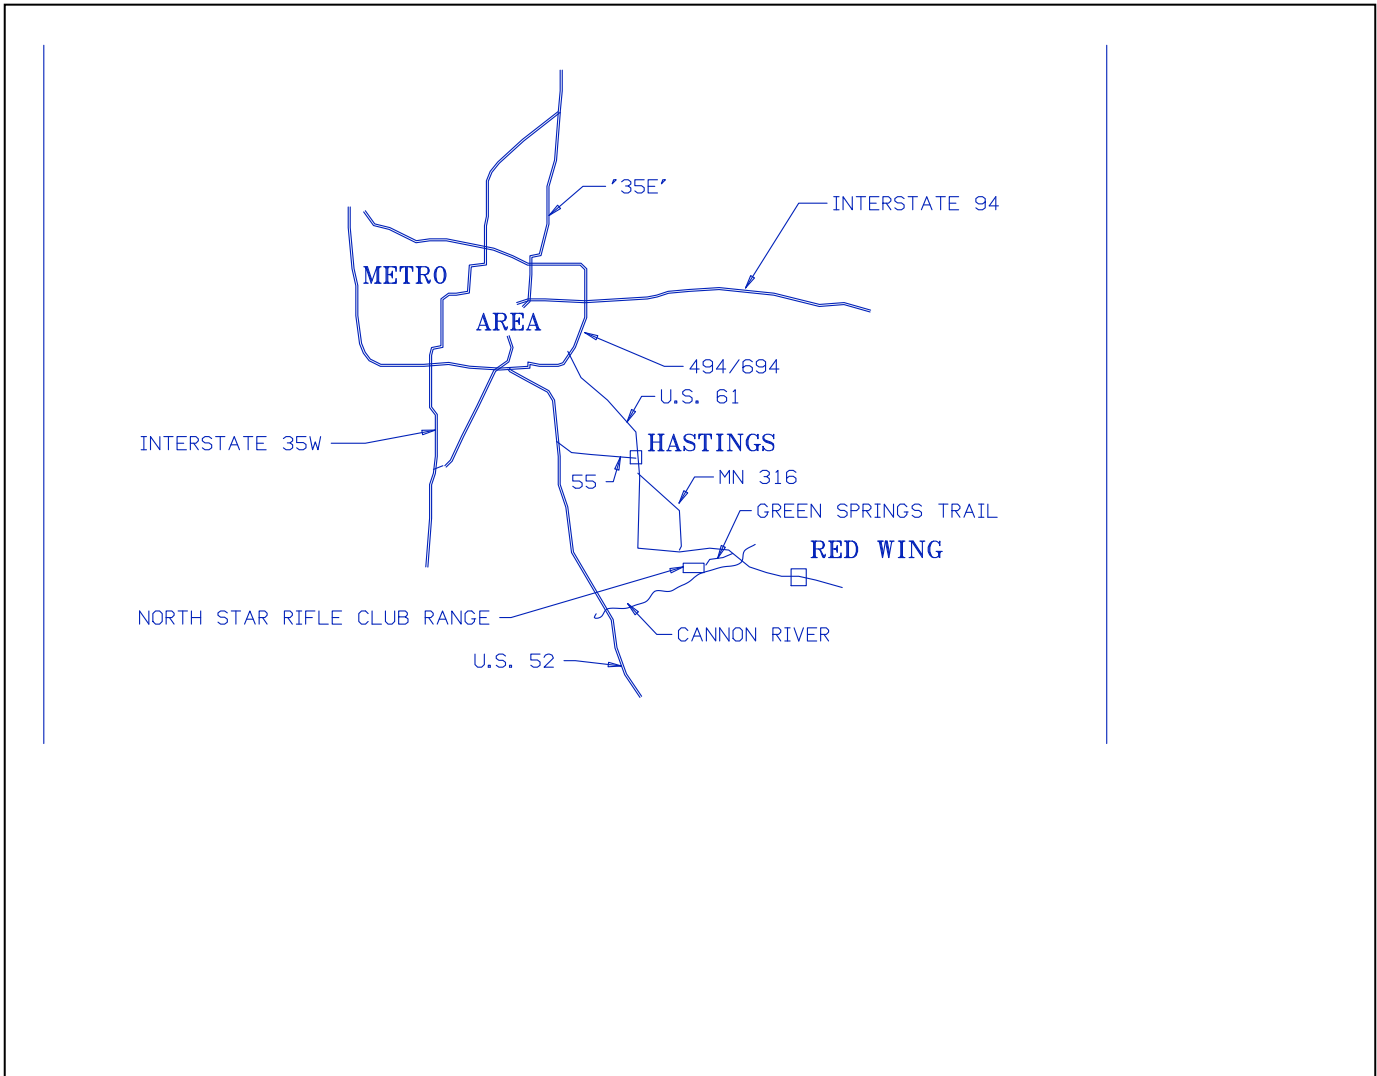 '35E'
INTERSTATE 94
METRO
AREA
494/694
U.S. 61
INTERSTATE 35W
HASTINGS
55
MN 316
GREEN SPRINGS TRAIL
RED WING
NORTH STAR RIFLE CLUB RANGE
CANNON RIVER
U.S. 52